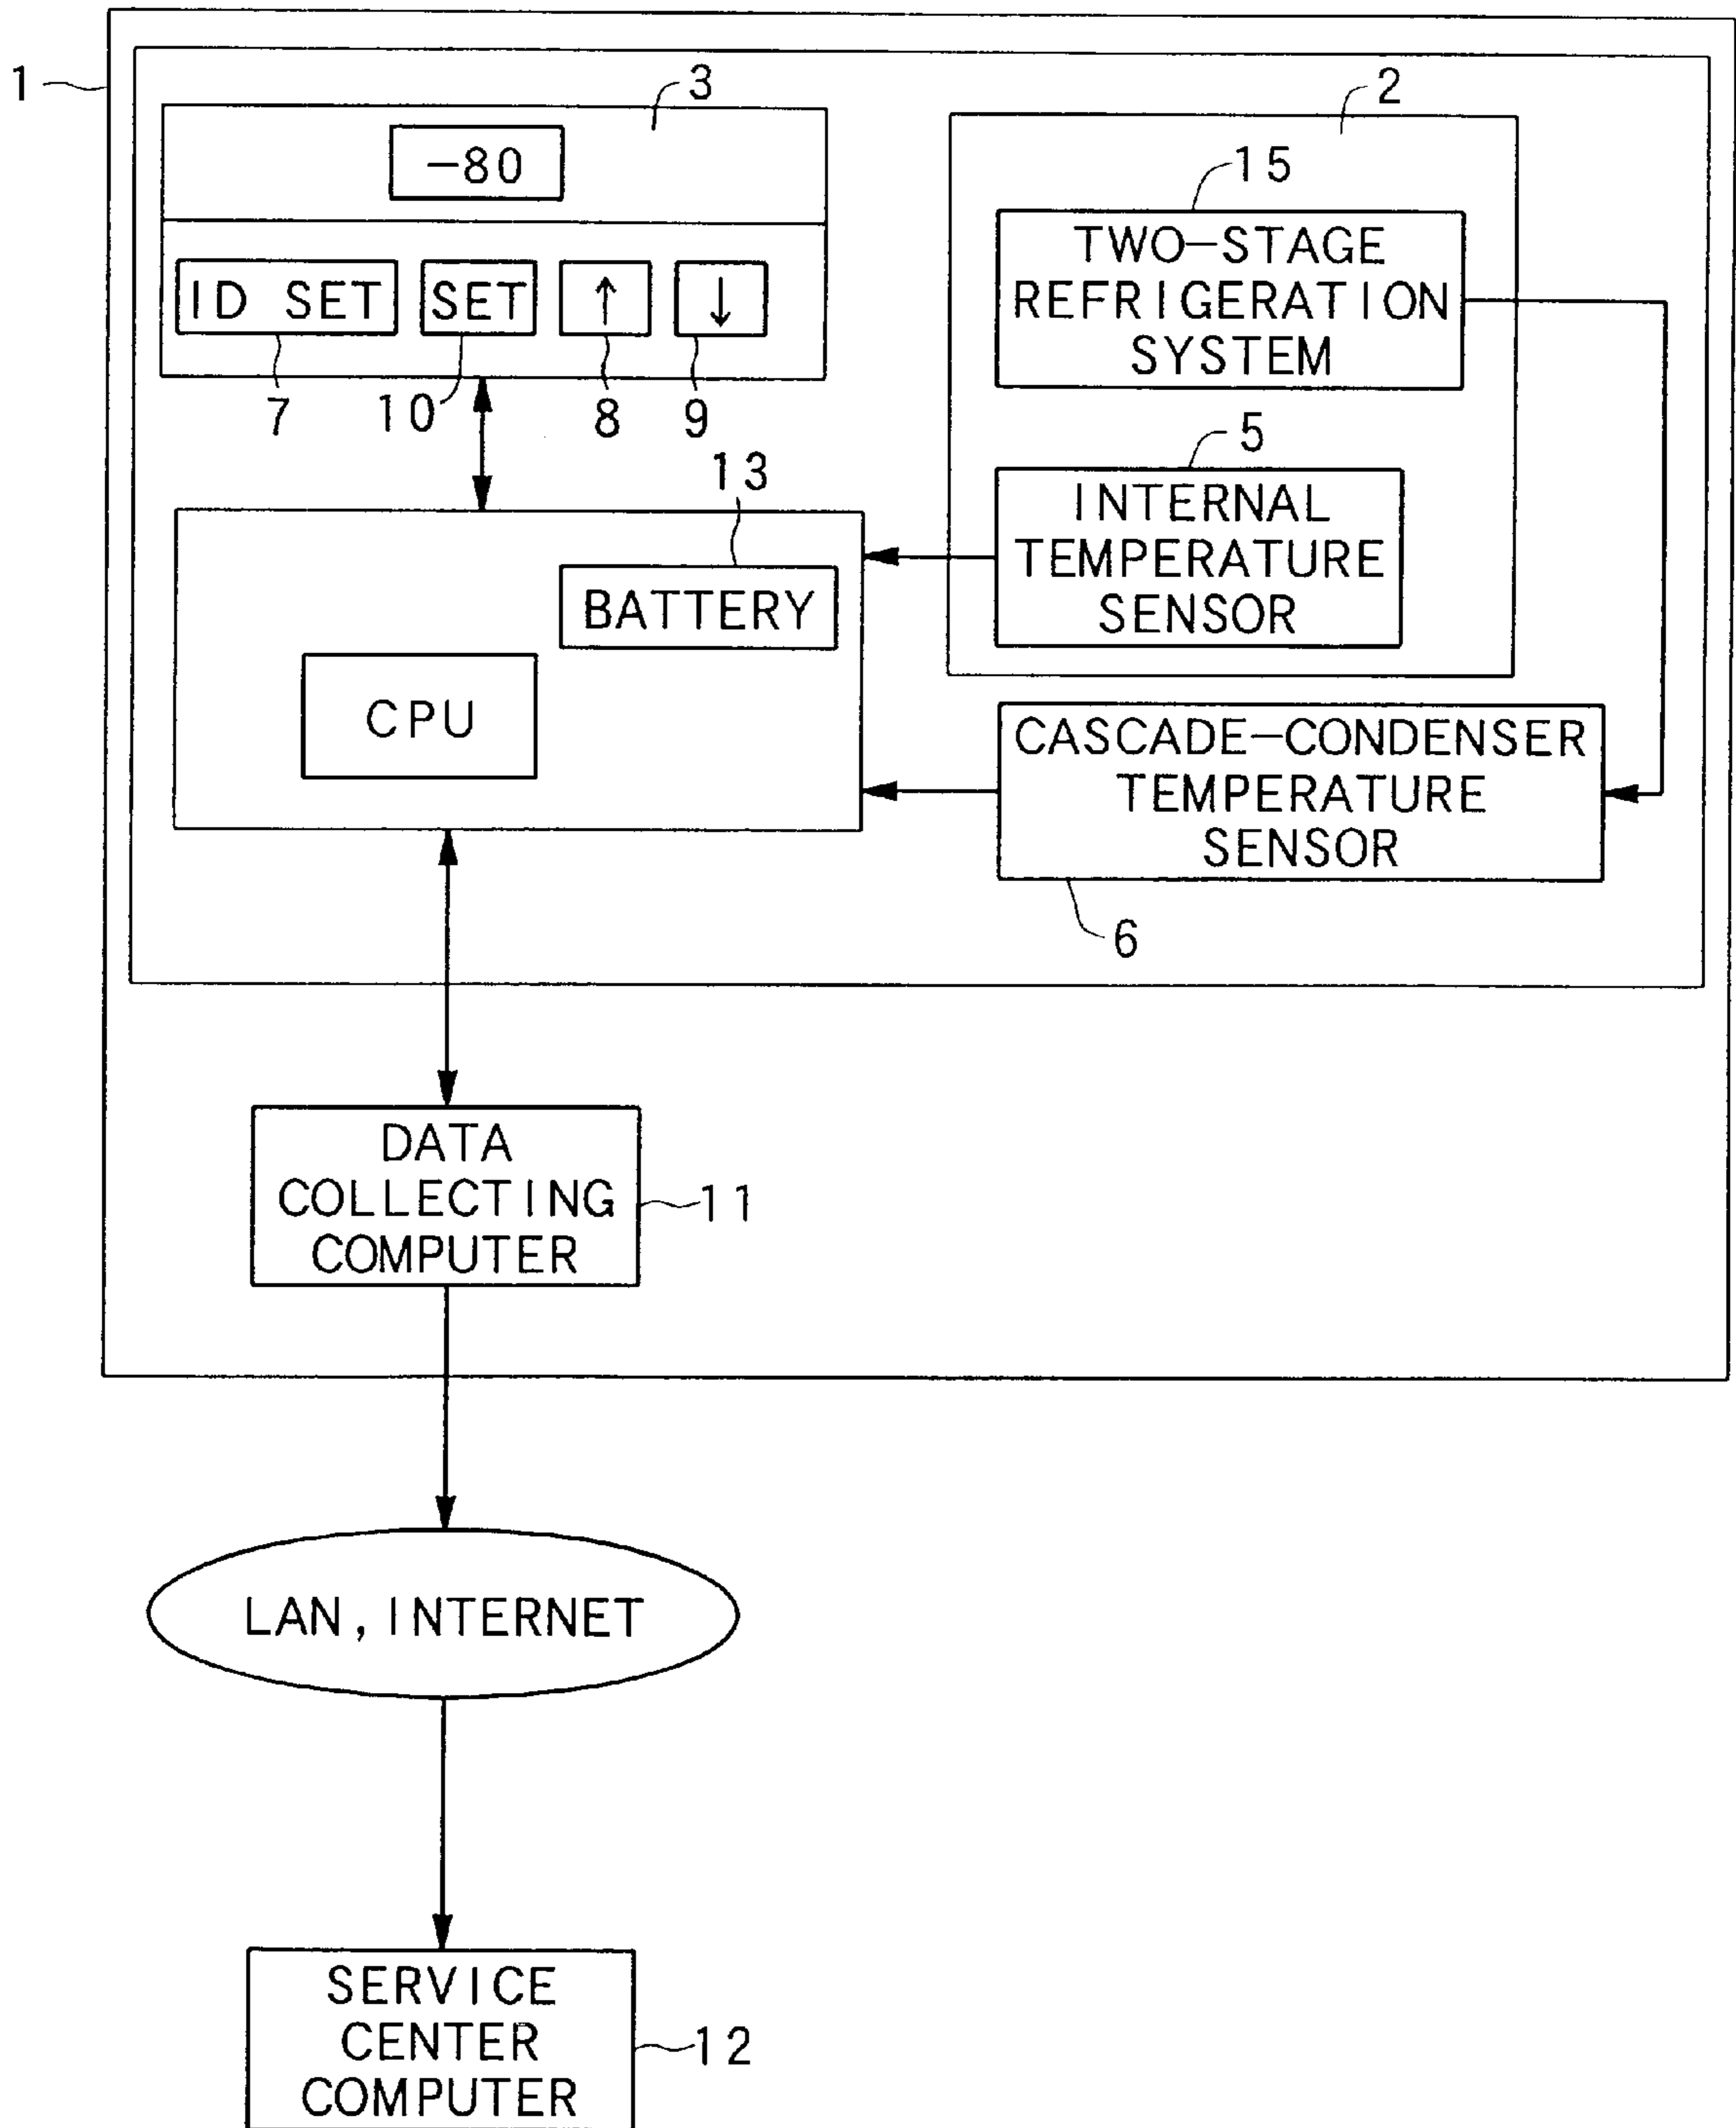 1
3
-80
ID SET
SET
↑
↓
7
10
8
9
2
15
TWO-STAGE
REFRIGERATION
SYSTEM
5
INTERNAL
TEMPERATURE
SENSOR
13
BATTERY
CPU
CASCADE-CONDENSER
TEMPERATURE
SENSOR
6
DATA
COLLECTING
COMPUTER
11
LAN, INTERNET
SERVICE
CENTER
COMPUTER
12